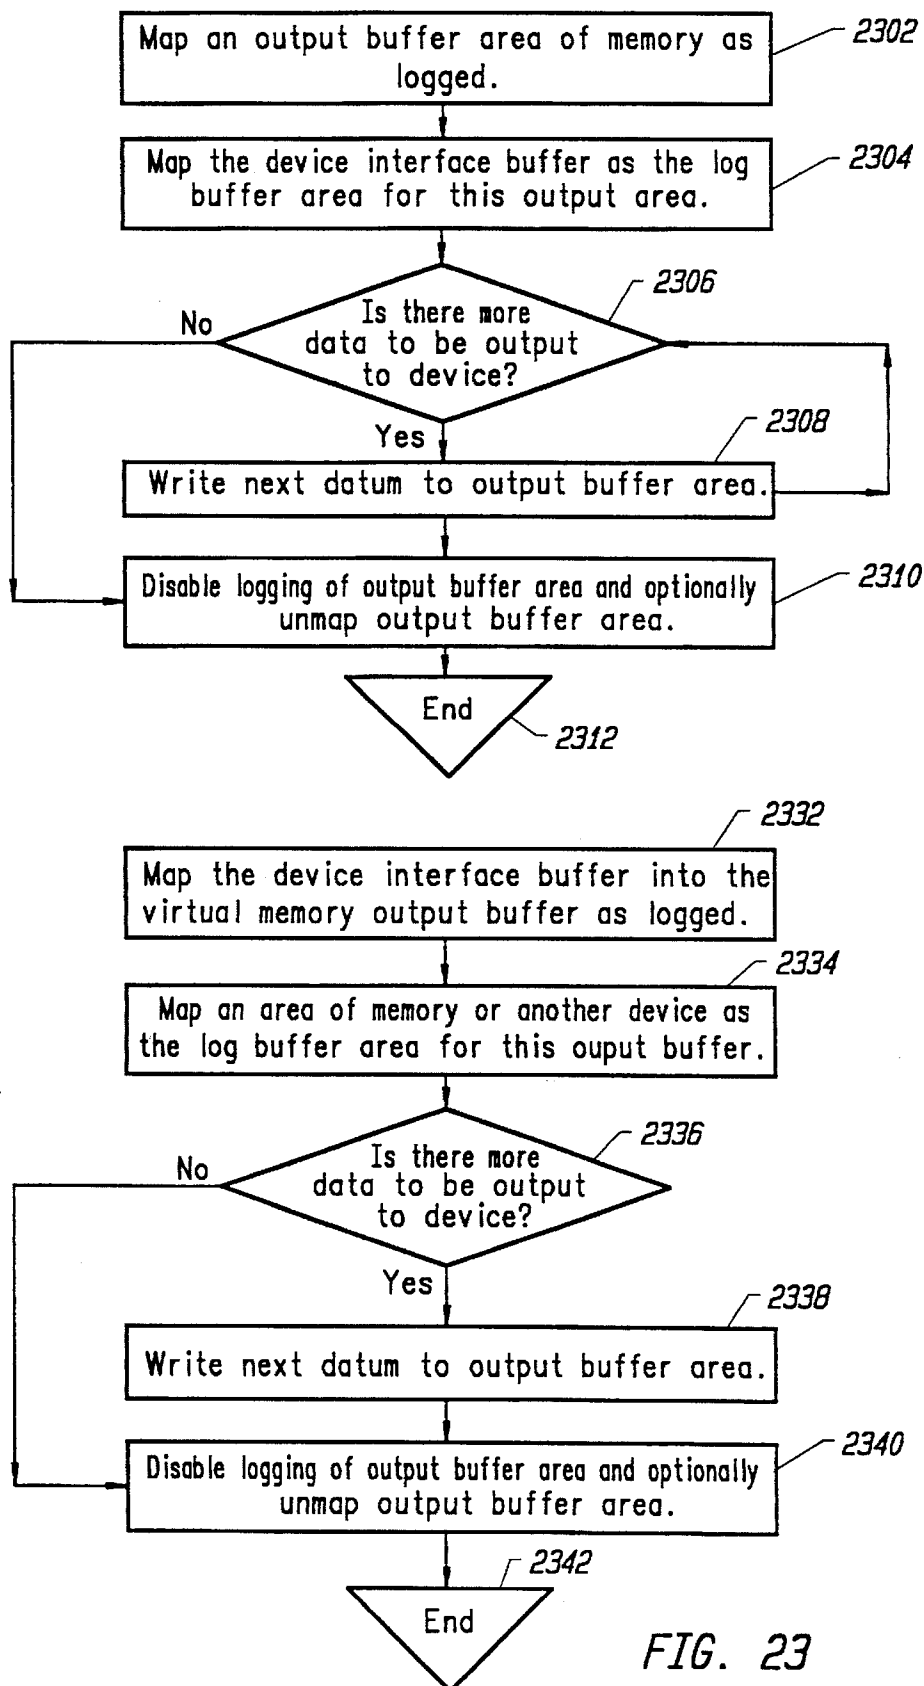 Map an output buffer area of memory as
logged.
2302
Map the device interface buffer as the log
buffer area for this output area.
2304
Is there more
data to be output
to device?
2306
No
Yes
2308
Write next datum to output buffer area.
Disable logging of output buffer area and optionally
unmap output buffer area.
2310
End
2312
2332
Map the device interface buffer into the
virtual memory output buffer as logged.
2334
Map an area of memory or another device as
the log buffer area for this ouput buffer.
2336
Is there more
data to be output
to device?
No
Yes
2338
Write next datum to output buffer area.
2340
Disable logging of output buffer area and optionally
unmap output buffer area.
2342
End
FIG. 23